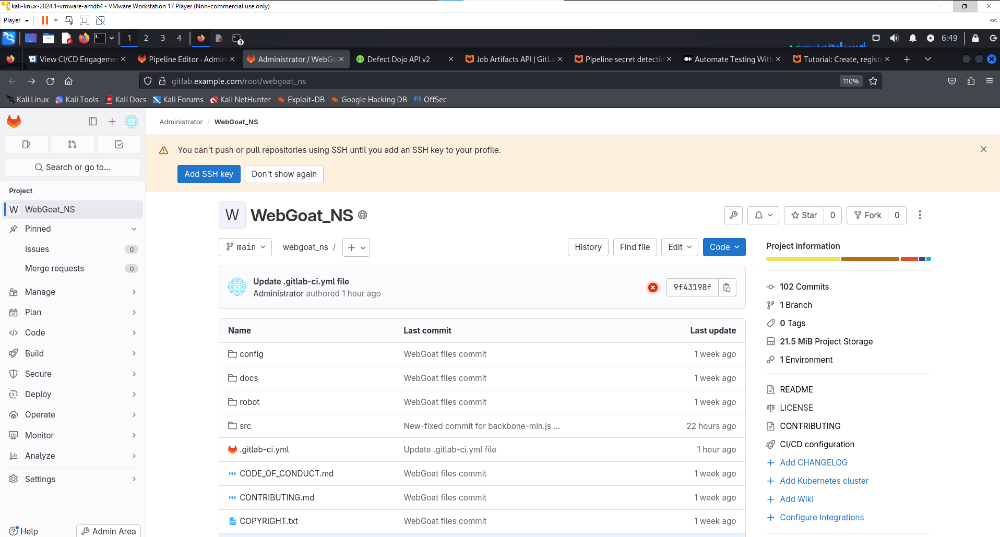 kali-linux-2024.1-vmware-amd64 - VMware Workstation 17 Player (Non-commercial use only)
Player
1 2 3 4
3
6:49
View CI/CD Engagemen
Pipeline Editor · Admini
Administrator / WebGo
Defect Dojo API v2
Job Artifacts API | GitLa
Pipeline secret detectio
Automate Testing With
Tutorial: Create, registe
gitlab.example.com/root/webgoat_ns
110%
Kali Linux
Kali Tools
Kali Docs
Kali Forums
Kali NetHunter
Exploit-DB
Google Hacking DB
OffSec
Administrator / WebGoat_NS
You can't push or pull repositories using SSH until you add an SSH key to your profile.
Add SSH key
Don't show again
Search or go to...
Project
W WebGoat_NS
Pinned
Issues 0
Merge requests 0
Manage
Plan
Code
Build
Secure
Deploy
Operate
Monitor
Analyze
Settings
Help
Admin Area
W WebGoat_NS
Star 0
Fork 0
main
webgoat_ns /
History
Find file
Edit
Code
Update .gitlab-ci.yml file
Administrator authored 1 hour ago
9f43198f
Name Last commit Last update
config WebGoat files commit 1 week ago
docs WebGoat files commit 1 week ago
robot WebGoat files commit 1 week ago
src New-fixed commit for backbone-min.js ... 22 hours ago
.gitlab-ci.yml Update .gitlab-ci.yml file 1 hour ago
CODE_OF_CONDUCT.md WebGoat files commit 1 week ago
CONTRIBUTING.md WebGoat files commit 1 week ago
COPYRIGHT.txt WebGoat files commit 1 week ago
Project information
102 Commits
1 Branch
0 Tags
21.5 MiB Project Storage
1 Environment
README
LICENSE
CONTRIBUTING
CI/CD configuration
Add CHANGELOG
Add Kubernetes cluster
Add Wiki
Configure Integrations